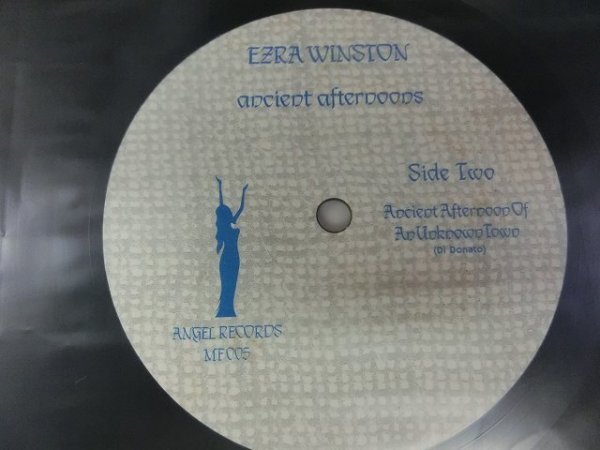 EZRA WINSTON
ancient afternoons
Side Two
Ancient Afternoon Of
An Unknown Town
(Di Donato)
ANGEL RECORDS
MF.005